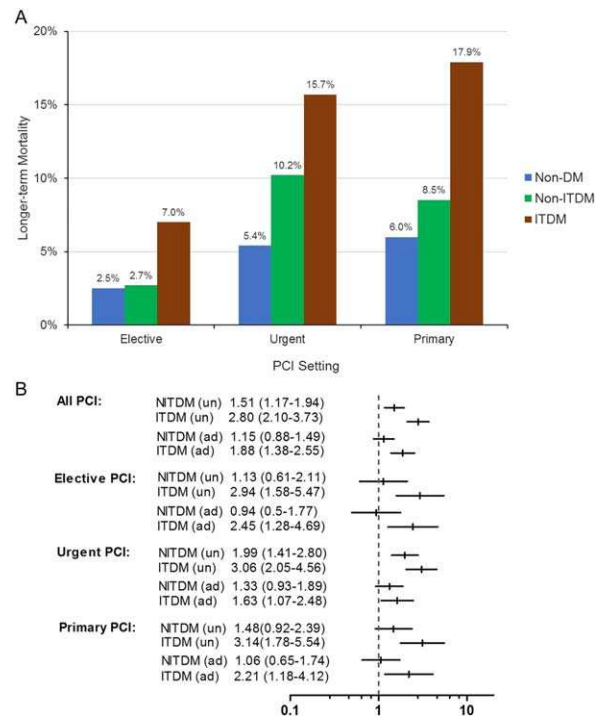 A
20%
15%
10%
5%
0%
Longer-term Mortality
2.5%
2.7%
7.0%
5.4%
10.2%
15.7%
6.0%
8.5%
17.9%
Non-DM
Non-ITDM
ITDM
Elective
Urgent
Primary
PCI Setting
B
All PCI:
NITDM (un) 1.51 (1.17-1.94)
ITDM (un) 2.80 (2.10-3.73)
NITDM (ad) 1.15 (0.88-1.49)
ITDM (ad) 1.88 (1.38-2.55)
Elective PCI:
NITDM (un) 1.13 (0.61-2.11)
ITDM (un) 2.94 (1.58-5.47)
NITDM (ad) 0.94 (0.5-1.77)
ITDM (ad) 2.45 (1.28-4.69)
Urgent PCI:
NITDM (un) 1.99 (1.41-2.80)
ITDM (un) 3.06 (2.05-4.56)
NITDM (ad) 1.33 (0.93-1.89)
ITDM (ad) 1.63 (1.07-2.48)
Primary PCI:
NITDM (un) 1.48(0.92-2.39)
ITDM (un) 3.14(1.78-5.54)
NITDM (ad) 1.06 (0.65-1.74)
ITDM (ad) 2.21 (1.18-4.12)
0.1 1 10